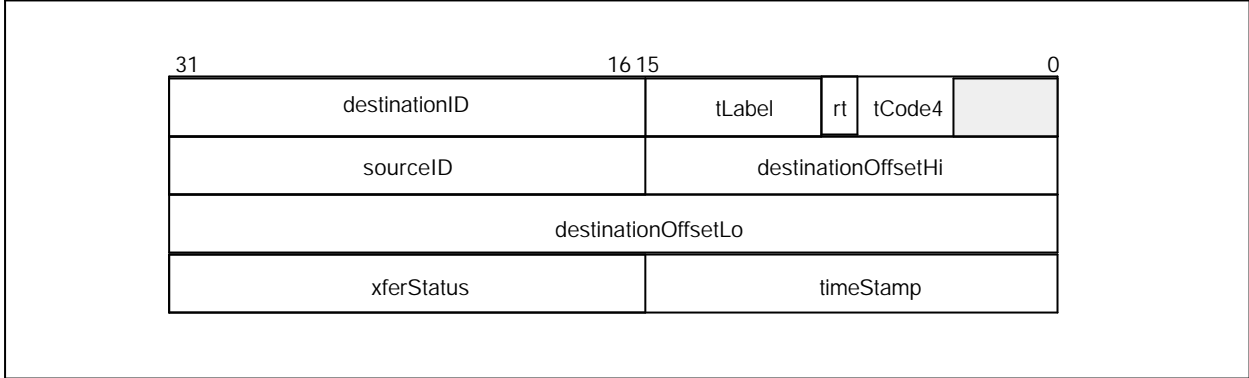 31 16 15 0
destinationID tLabel rt tCode4
sourceID destinationOffsetHi
destinationOffsetLo
xferStatus timeStamp